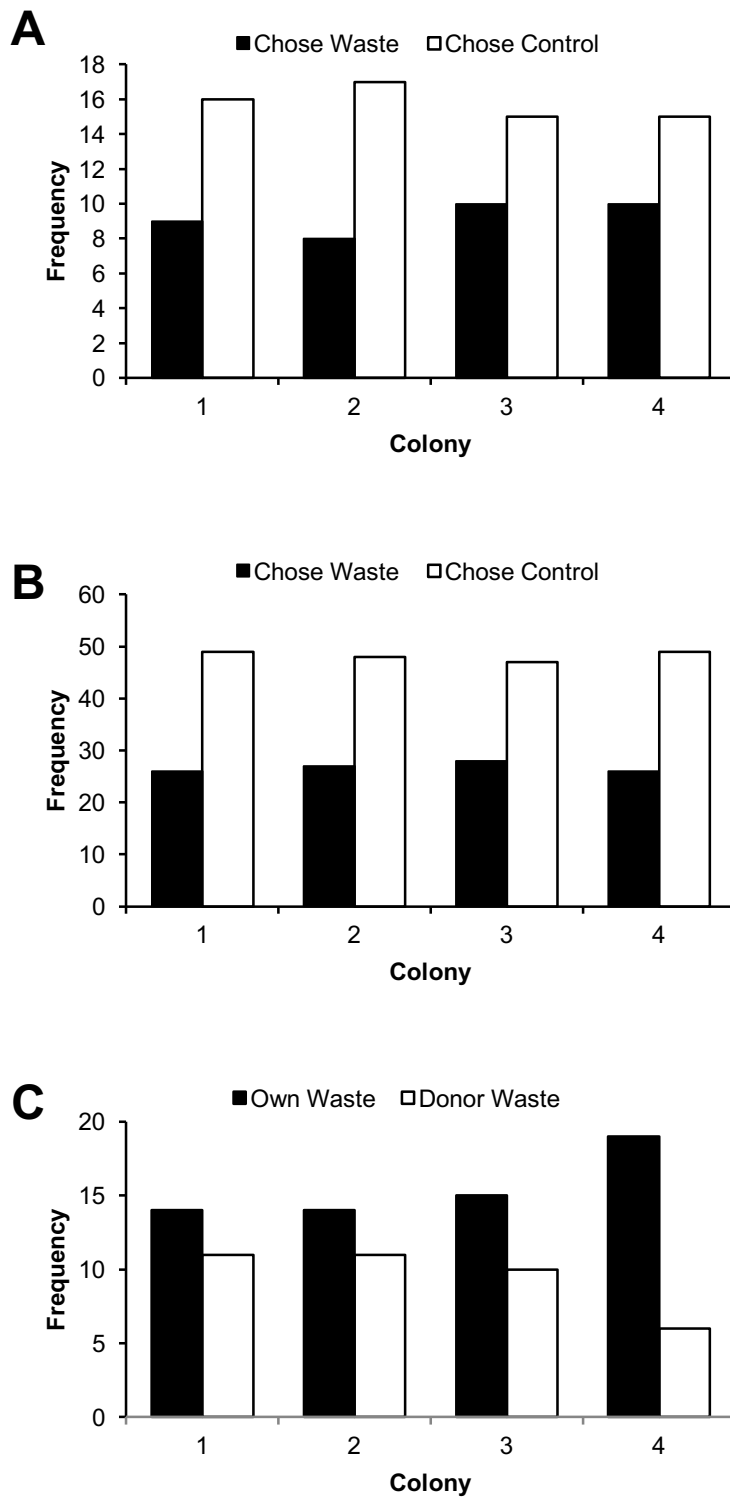 A
Chose Waste Chose Control
18
16
14
12
10
8
6
4
2
0
Frequency
1 2 3 4
Colony
B
Chose Waste Chose Control
60
50
40
30
20
10
0
Frequency
1 2 3 4
Colony
C
Own Waste Donor Waste
20
15
10
5
0
Frequency
1 2 3 4
Colony